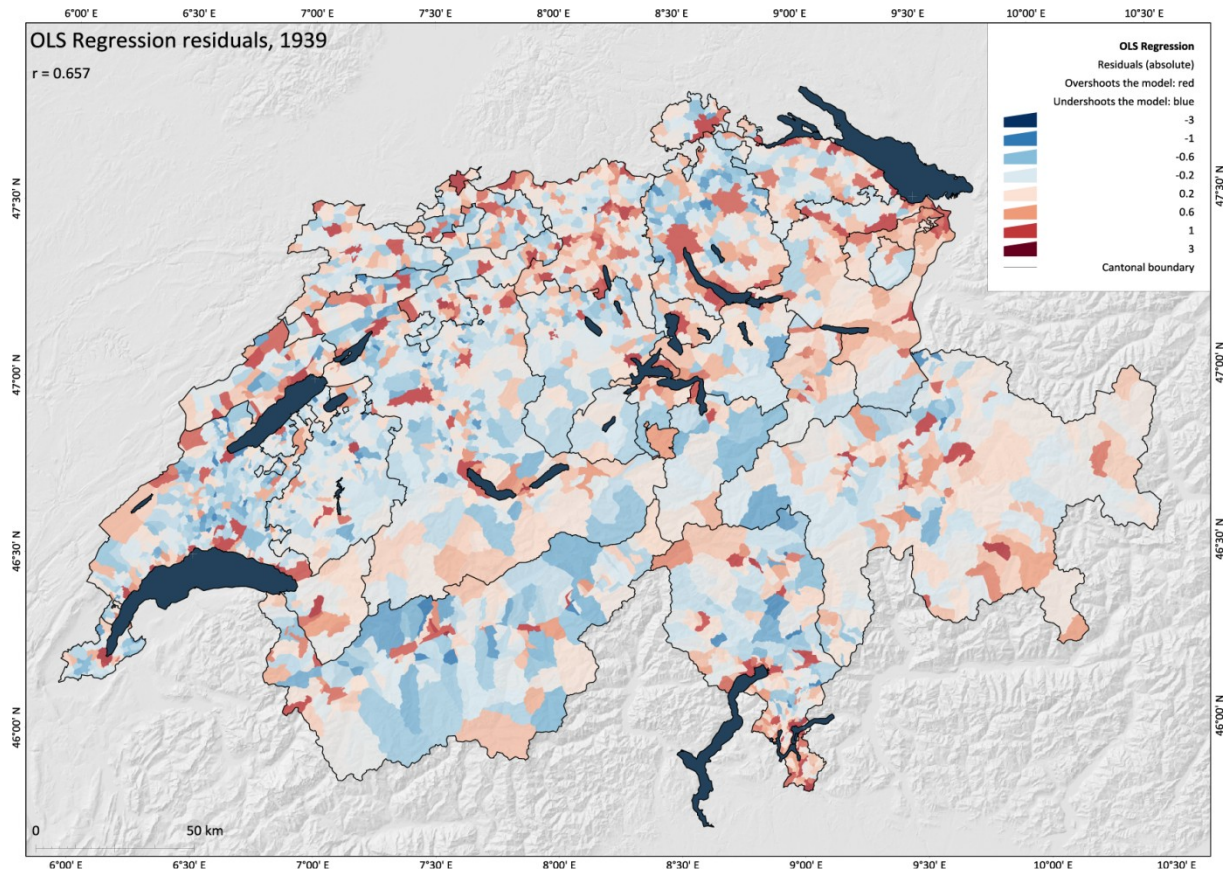 6°00' E 6°30' E 7°00' E 7°30' E 8°00' E 8°30' E 9°00' E 9°30' E 10°00' E 10°30' E
OLS Regression residuals, 1939
r = 0.657
OLS Regression
Residuals (absolute)
Overshoots the model: red
Undershoots the model: blue
-3
-1
-0.6
-0.2
0.2
0.6
1
3
Cantonal boundary
47°30' N 47°30' N
47°00' N 47°00' N
46°30' N 46°30' N
46°00' N 46°00' N
0 50 km
6°00' E 6°30' E 7°00' E 7°30' E 8°00' E 8°30' E 9°00' E 9°30' E 10°00' E 10°30' E